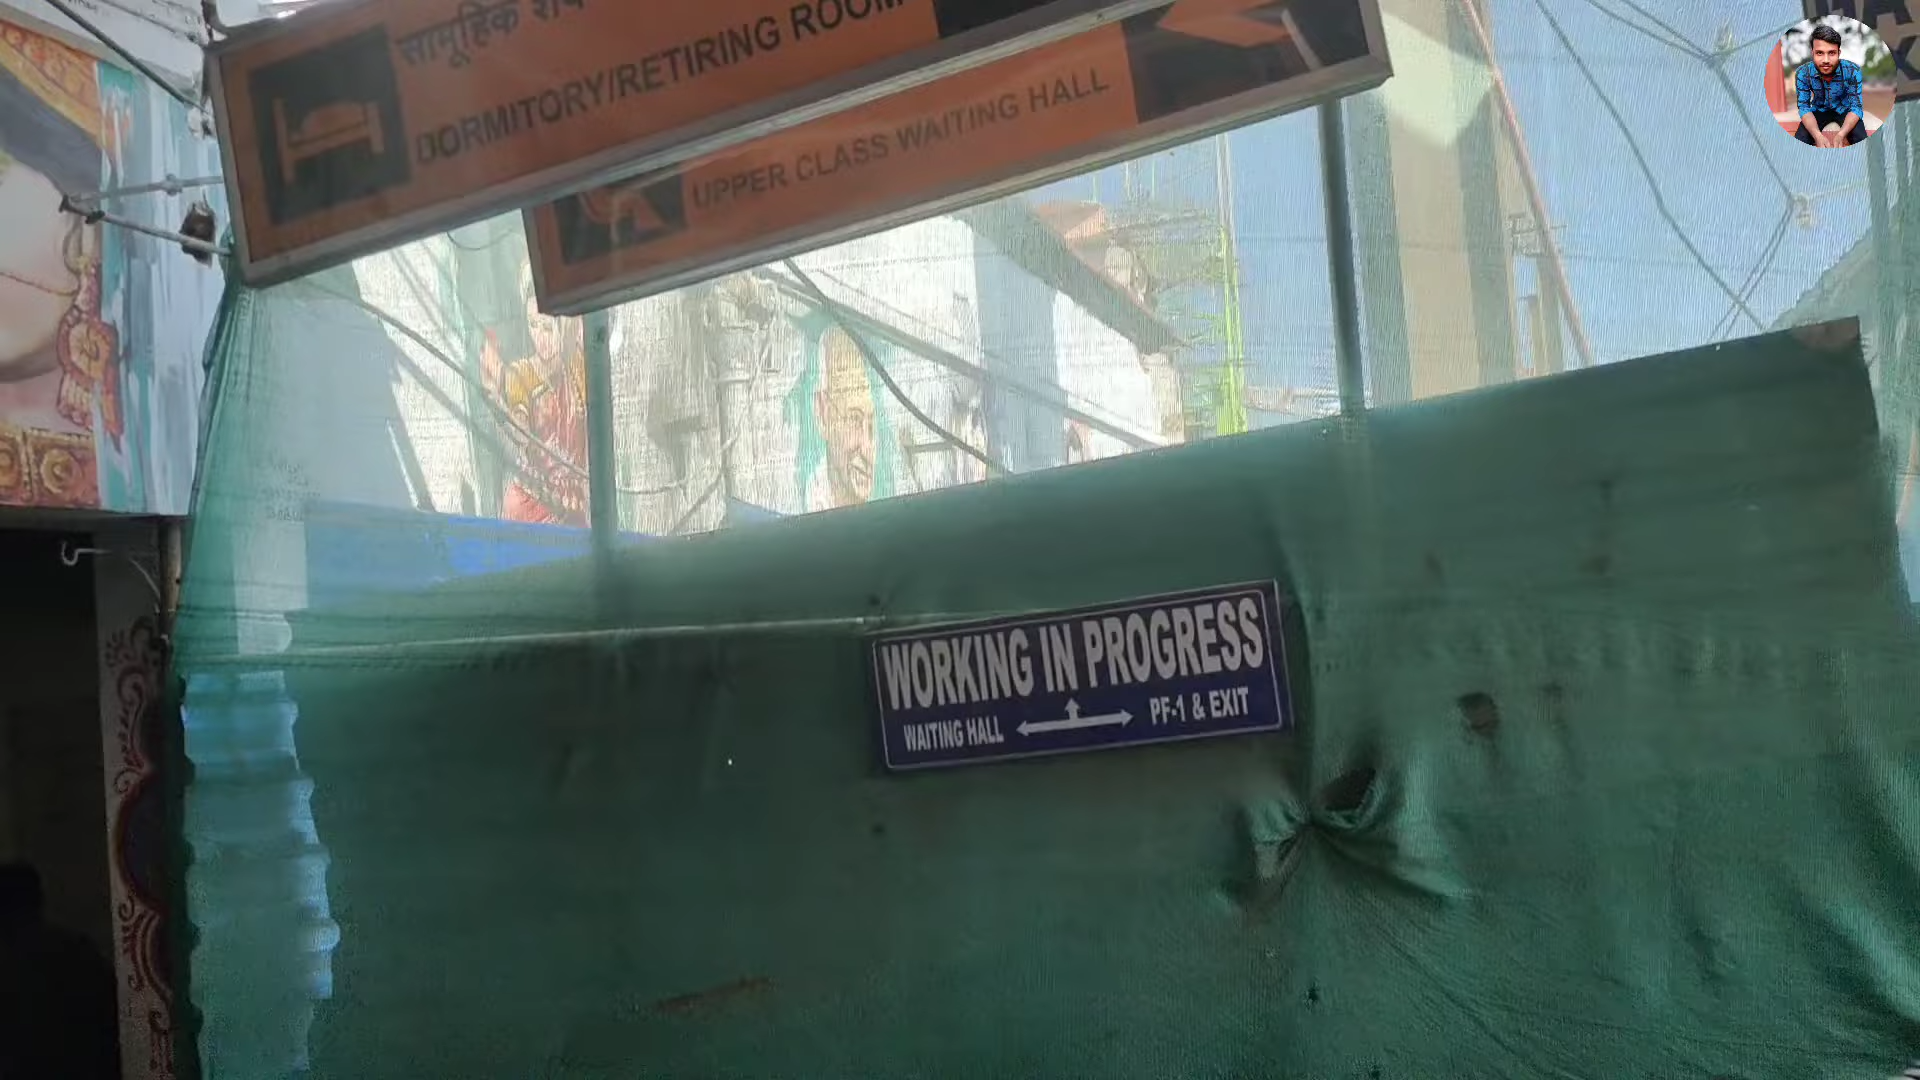 सामूहिक
DORMITORY/RETIRING ROOM
UPPER CLASS WAITING HALL
WORKING IN PROGRESS
WAITING HALL PF-1 & EXIT